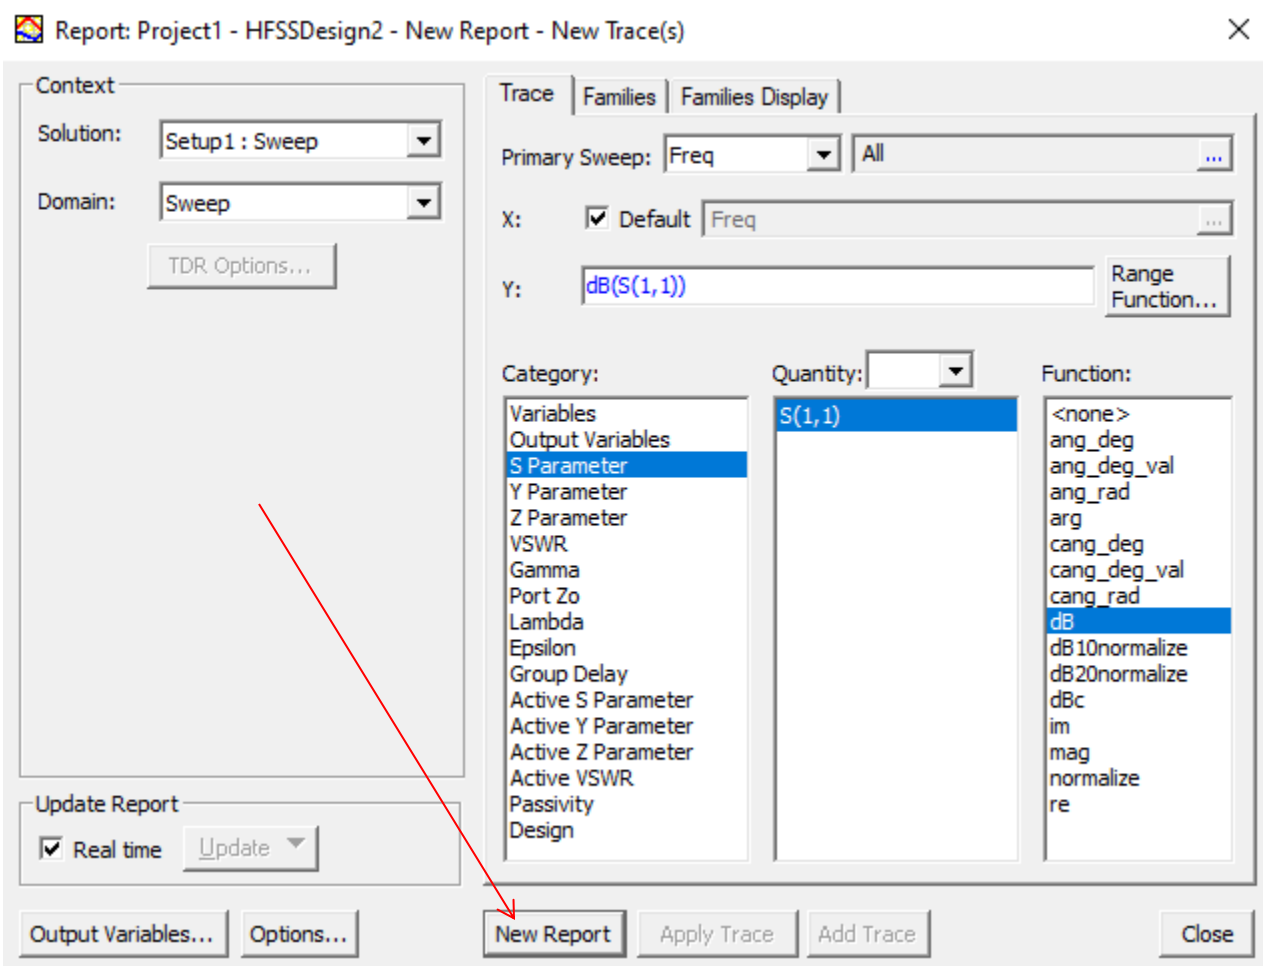 Report: Project1 - HFSSDesign2 - New Report - New Trace(s)
Context
Solution:
Setup1 : Sweep
Domain:
Sweep
TDR Options...
Update Report
Real time
Update
Output Variables...
Options...
Trace
Families
Families Display
Primary Sweep:
Freq
All
...
X:
Default
Freq
...
Y:
dB(S(1,1))
Range
Function...
Category:
Variables
Output Variables
S Parameter
Y Parameter
Z Parameter
VSWR
Gamma
Port Zo
Lambda
Epsilon
Group Delay
Active S Parameter
Active Y Parameter
Active Z Parameter
Active VSWR
Passivity
Design
Quantity:
S(1,1)
Function:
<none>
ang_deg
ang_deg_val
ang_rad
arg
cang_deg
cang_deg_val
cang_rad
dB
dB10normalize
dB20normalize
dBc
im
mag
normalize
re
New Report
Apply Trace
Add Trace
Close